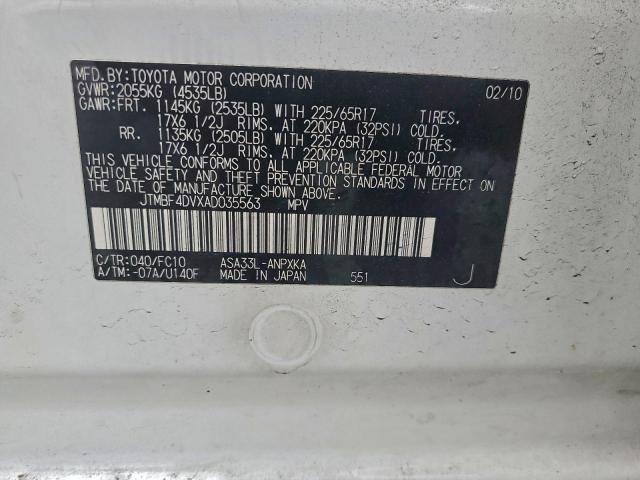 MFD.BY:TOYOTA MOTOR CORPORATION 02/10
GVWR:2055KG (4535LB)
GAWR:FRT. 1145KG (2535LB) WITH 225/65R17 TIRES.
17X6 1/2J RIMS. AT 220KPA (32PSI) COLD.
RR. 1135KG (2505LB) WITH 225/65R17 TIRES.
17X6 1/2J RIMS. AT 220KPA (32PSI) COLD.
THIS VEHICLE CONFORMS TO ALL APPLICABLE FEDERAL MOTOR
VEHICLE SAFETY AND THEFT PREVENTION STANDARDS IN EFFECT ON
THE DATE OF MANUFACTURE SHOWN ABOVE.
JTMBF4DVXAD035563 MPV
C/TR:040/FC10 ASA33L-ANPXKA
A/TM:-07A/U140F MADE IN JAPAN 551 J